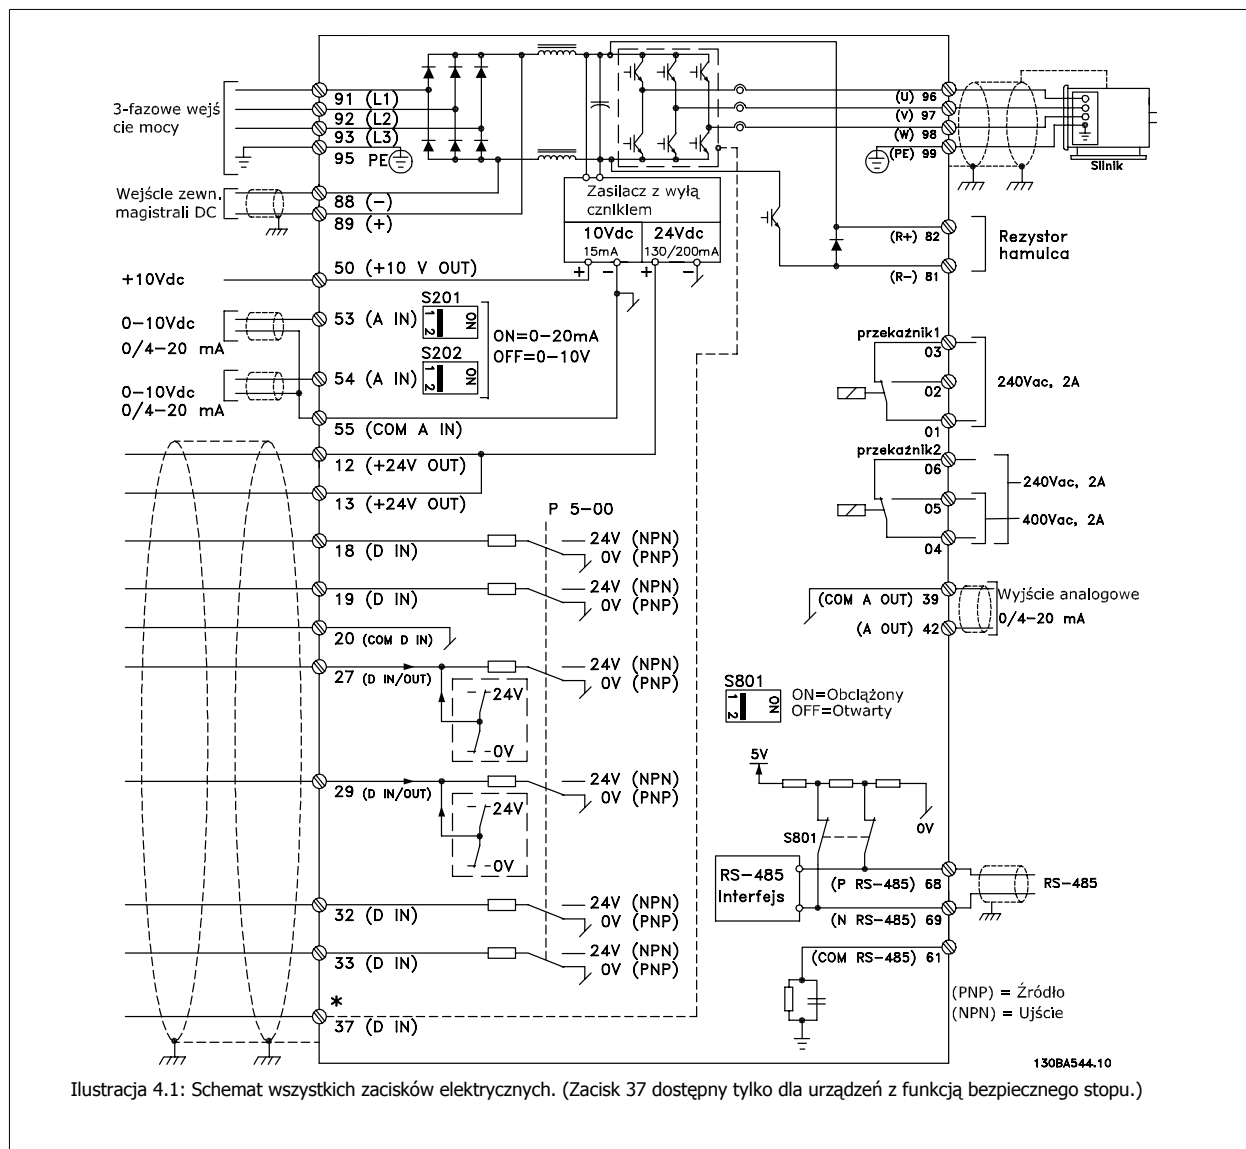 3-fazowe wejś
cie mocy
91 (L1)
92 (L2)
93 (L3)
95 PE
Wejście zewn.
magistrali DC
88 (-)
89 (+)
+10Vdc
50 (+10 V OUT)
0-10Vdc
0/4-20 mA
53 (A IN)
S201
1 2
ON
0-10Vdc
0/4-20 mA
54 (A IN)
S202
1 2
ON
ON=0-20mA
OFF=0-10V
55 (COM A IN)
12 (+24V OUT)
13 (+24V OUT)
Zasilacz z wyłą
cznikiem
10Vdc
15mA
24Vdc
130/200mA
+ - + -
P 5-00
18 (D IN)
24V (NPN)
0V (PNP)
19 (D IN)
24V (NPN)
0V (PNP)
20 (COM D IN)
27 (D IN/OUT)
24V (NPN)
0V (PNP)
24V
0V
29 (D IN/OUT)
24V (NPN)
0V (PNP)
24V
0V
32 (D IN)
24V (NPN)
0V (PNP)
33 (D IN)
24V (NPN)
0V (PNP)
*
37 (D IN)
(U) 96
(V) 97
(W) 98
(PE) 99
Silnik
(R+) 82
(R-) 81
Rezystor
hamulca
przekaźnik1
03
02
01
240Vac, 2A
przekaźnik2
06
05
04
240Vac, 2A
400Vac, 2A
(COM A OUT) 39
(A OUT) 42
Wyjście analogowe
0/4-20 mA
S801
1 2
ON
ON=Obciążony
OFF=Otwarty
5V
S801
0V
RS-485
Interfejs
(P RS-485) 68
(N RS-485) 69
RS-485
(COM RS-485) 61
(PNP) = Źródło
(NPN) = Ujście
130BA544.10
Ilustracja 4.1: Schemat wszystkich zacisków elektrycznych. (Zacisk 37 dostępny tylko dla urządzeń z funkcją bezpiecznego stopu.)